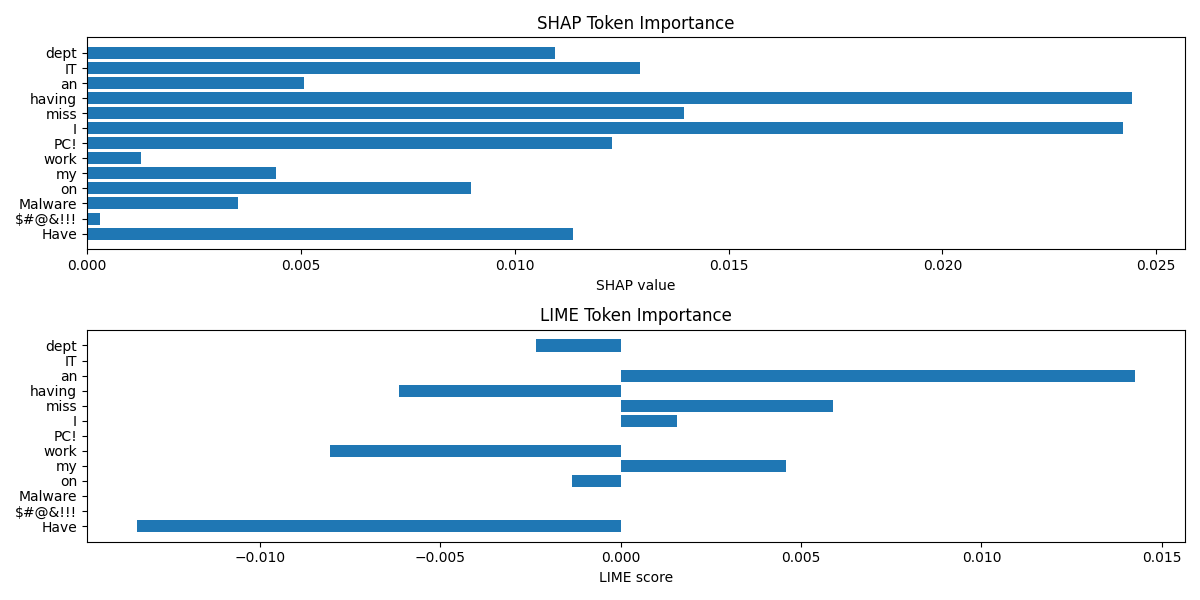 SHAP Token Importance
dept
IT
an
having
miss
I
PC!
work
my
on
Malware
$#@&!!!
Have
0.000 0.005 0.010 0.015 0.020 0.025
SHAP value
LIME Token Importance
dept
IT
an
having
miss
I
PC!
work
my
on
Malware
$#@&!!!
Have
−0.010 −0.005 0.000 0.005 0.010 0.015
LIME score